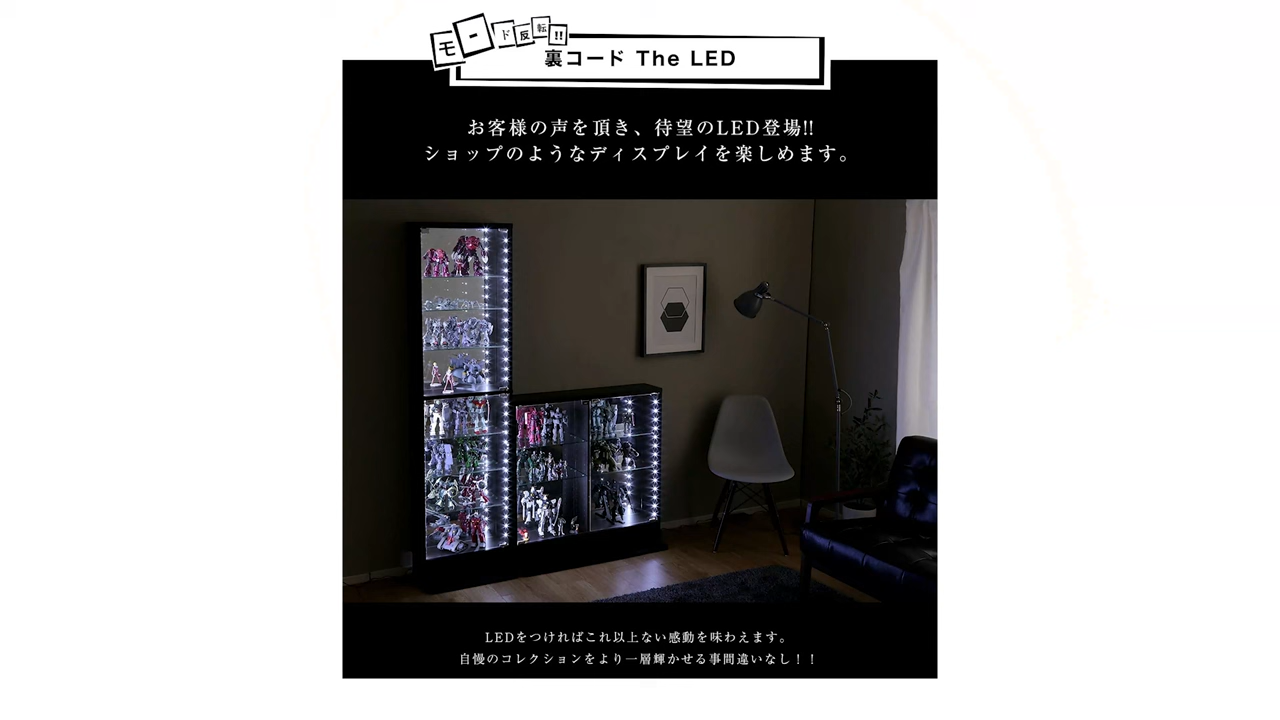 モード反転!!
裏コード The LED
お客様の声を頂き、待望のLED登場!!
ショップのようなディスプレイを楽しめます。
LEDをつければこれ以上ない感動を味わえます。
自慢のコレクションをより一層輝かせる事間違いなし！！